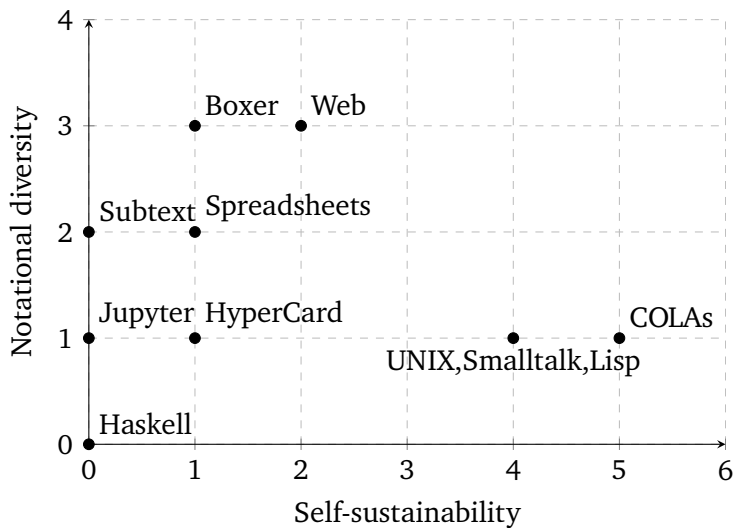 4
Boxer Web
3
Subtext Spreadsheets
2
Jupyter HyperCard
COLAs
1
UNIX,Smalltalk,Lisp
Haskell
0
0 1 2 3 4 5 6
Self-sustainability
Notational diversity